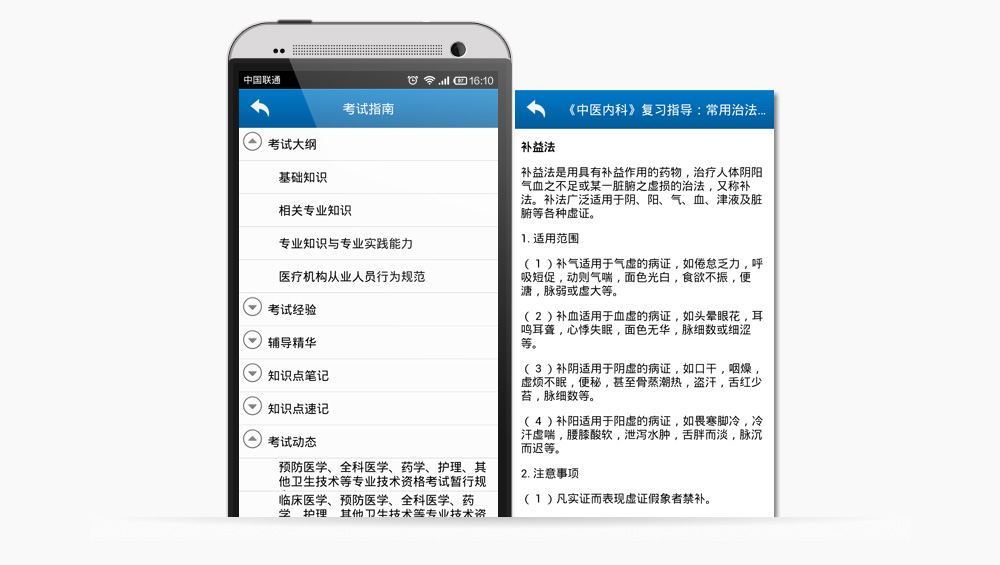 中国联通
87
16:10
考试指南
考试大纲
基础知识
相关专业知识
专业知识与专业实践能力
医疗机构从业人员行为规范
考试经验
辅导精华
知识点笔记
知识点速记
考试动态
预防医学、全科医学、药学、护理、其
他卫生技术等专业技术资格考试暂行规
临床医学、预防医学、全科医学、药
学、护理、其他卫生技术等专业技术资
《中医内科》复习指导：常用治法...
补益法
补益法是用具有补益作用的药物，治疗人体阴阳
气血之不足或某一脏腑之虚损的治法，又称补
法。补法广泛适用于阴、阳、气、血、津液及脏
腑等各种虚证。
1. 适用范围
（1）补气适用于气虚的病证，如倦怠乏力，呼
吸短促，动则气喘，面色光白，食欲不振，便
溏，脉弱或虚大等。
（2）补血适用于血虚的病证，如头晕眼花，耳
鸣耳聋，心悸失眠，面色无华，脉细数或细涩
等。
（3）补阴适用于阴虚的病证，如口干，咽燥，
虚烦不眠，便秘，甚至骨蒸潮热，盗汗，舌红少
苔，脉细数等。
（4）补阳适用于阳虚的病证，如畏寒脚冷，冷
汗虚喘，腰膝酸软，泄泻水肿，舌胖而淡，脉沉
而迟等。
2. 注意事项
（1）凡实证而表现虚证假象者禁补。